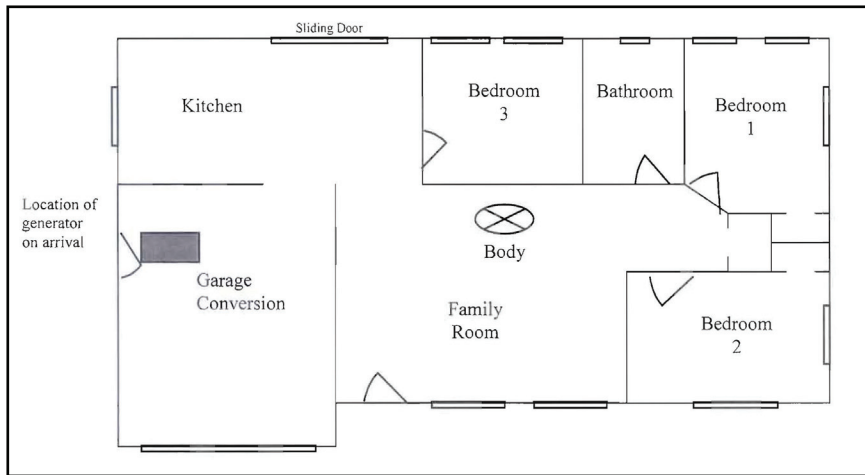 Sliding Door
Kitchen
Bedroom
3
Bathroom
Bedroom
1
Location of
generator
on arrival
Body
Garage
Conversion
Family
Room
Bedroom
2